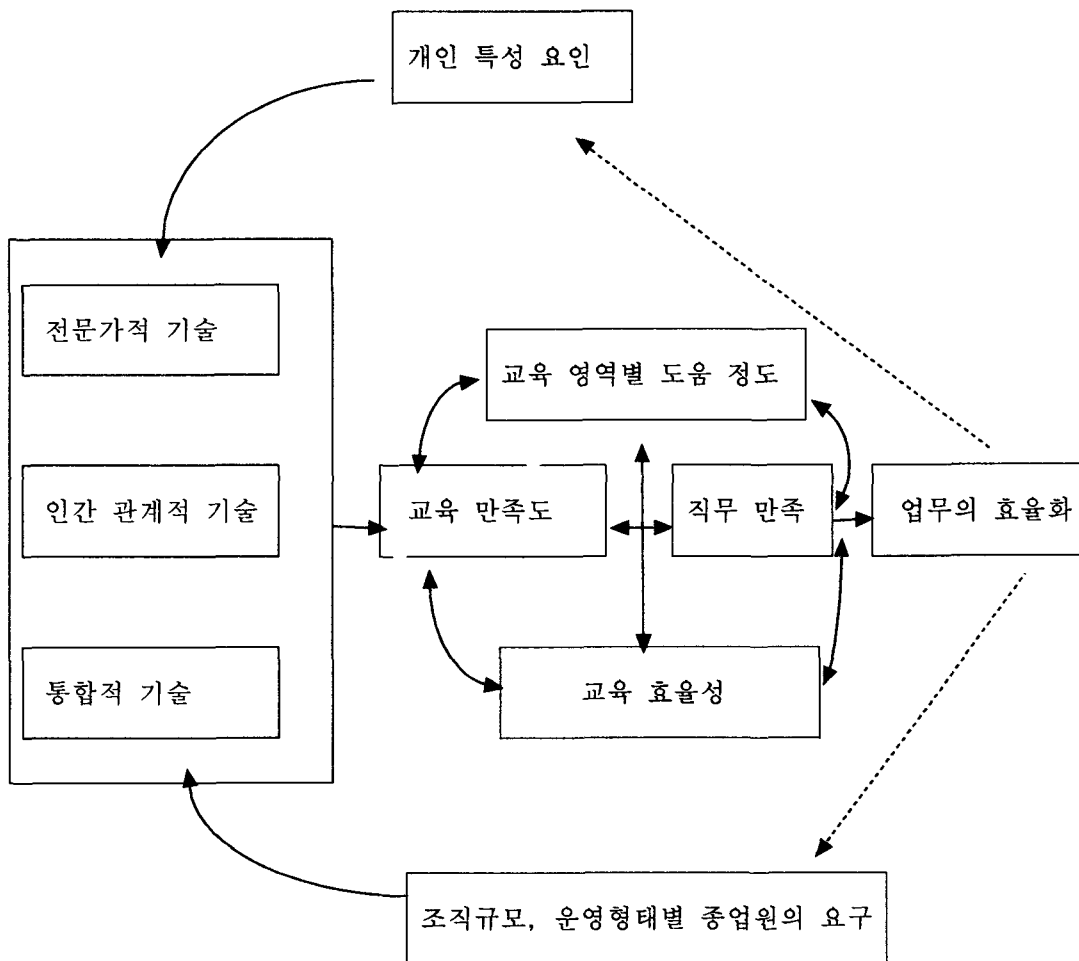 개인 특성 요인
전문가적 기술
교육 영역별 도움 정도
인간 관계적 기술
교육 만족도
직무 만족
업무의 효율화
통합적 기술
교육 효율성
조직규모, 운영형태별 종업원의 요구